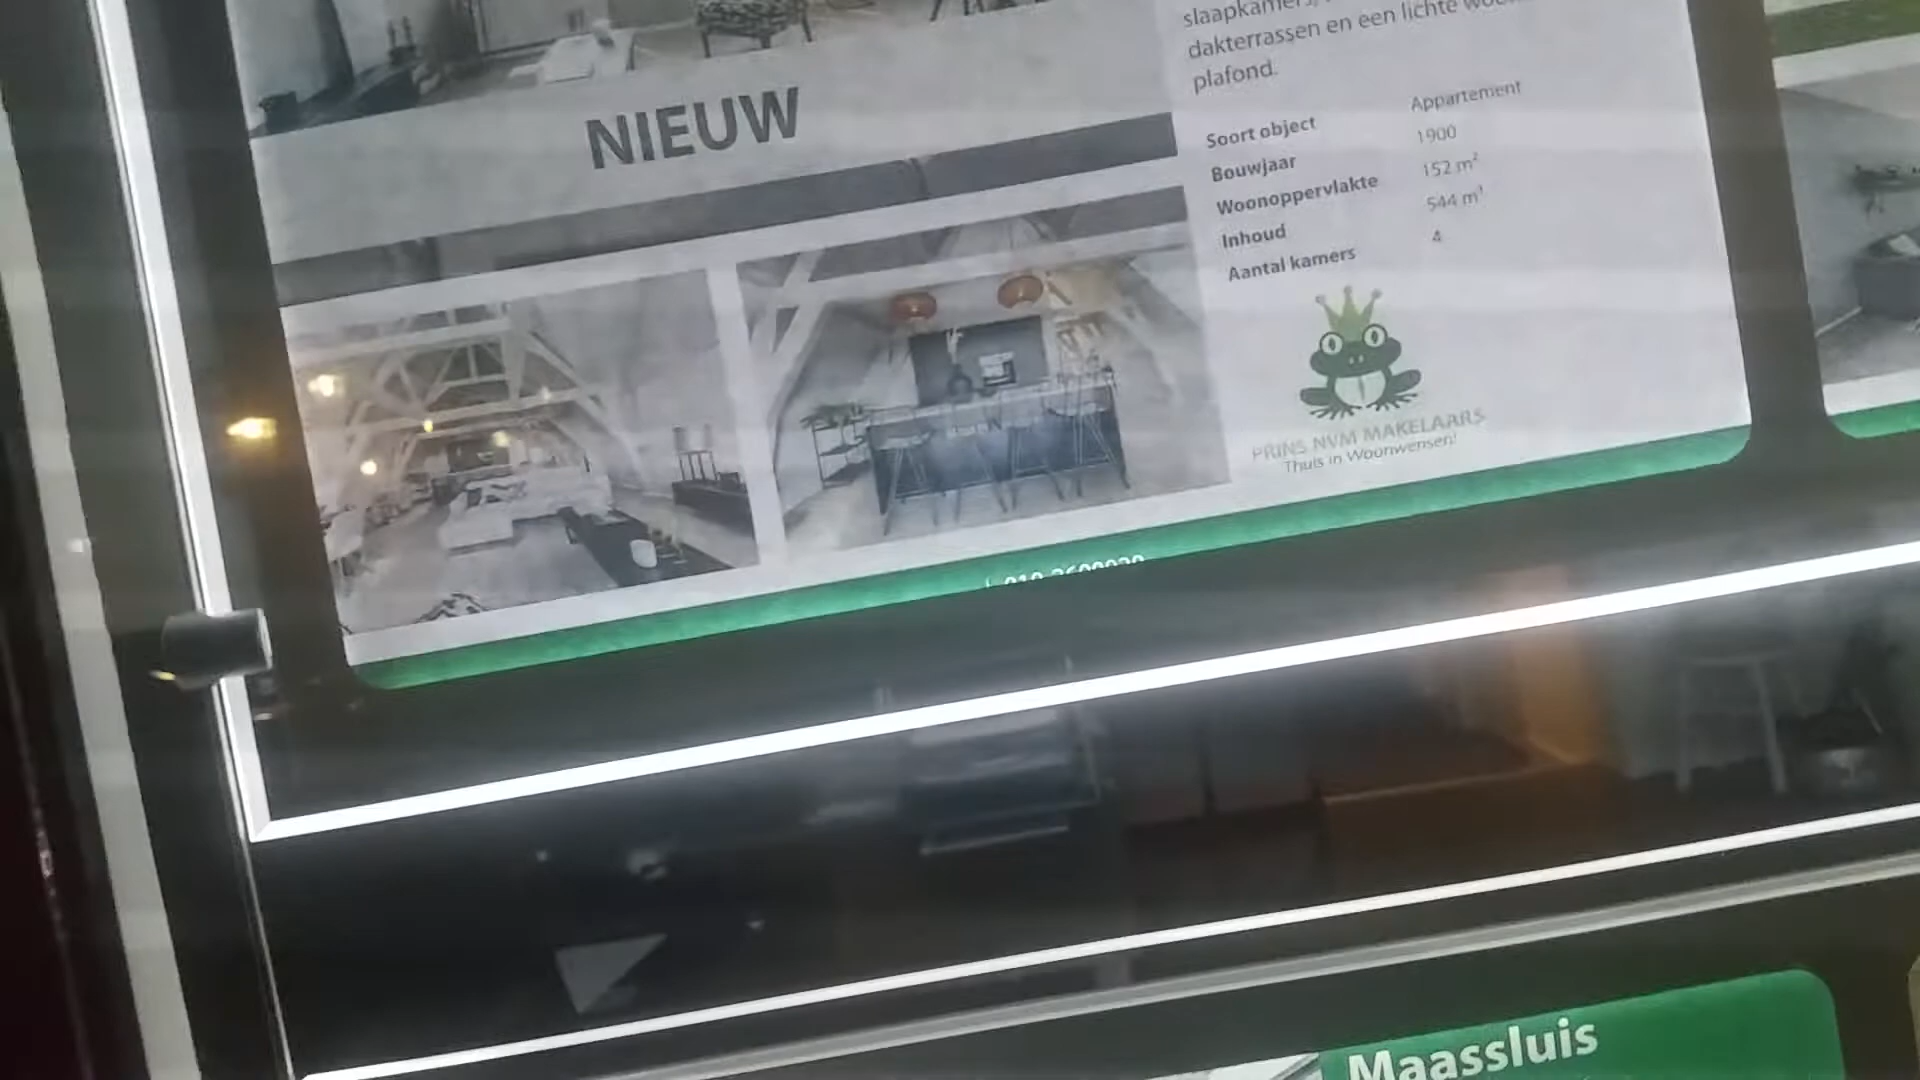 slaapkamers,
dakterrassen en een lichte
plafond.
NIEUW
Soort object Appartement
Bouwjaar 1900
Woonoppervlakte 152 m²
Inhoud 544 m³
Aantal kamers 4
PRINS NVM MAKELAARS
Thuis in Woonwensen!
Maassluis